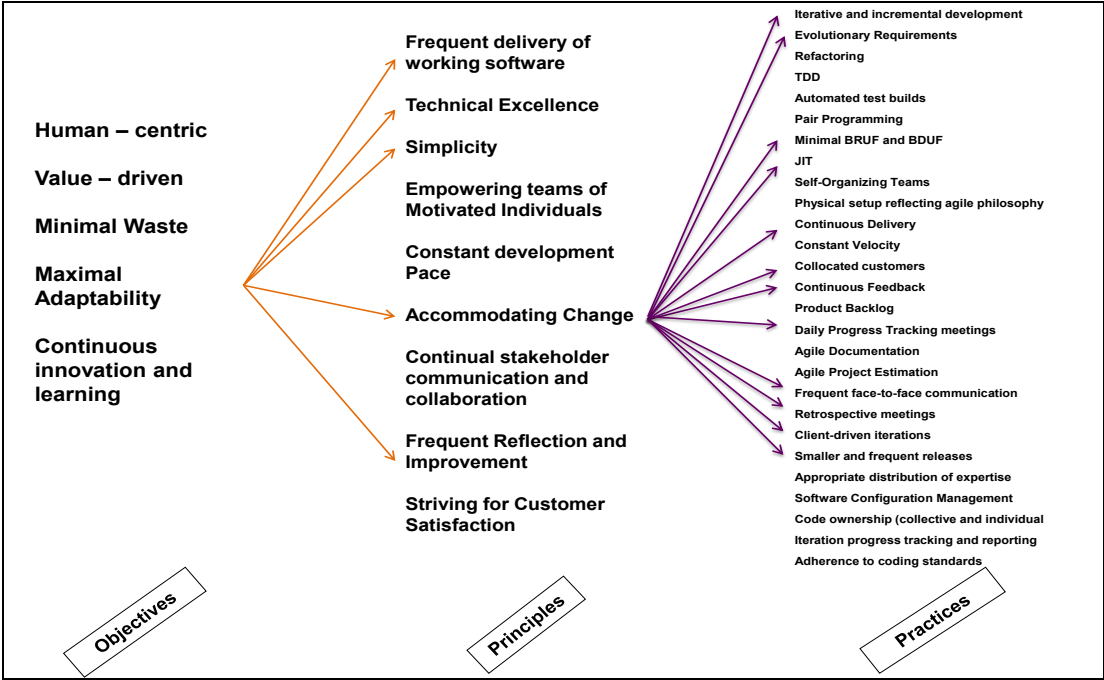 Human – centric
Value – driven
Minimal Waste
Maximal
Adaptability
Continuous
innovation and
learning
Objectives
Frequent delivery of
working software
Technical Excellence
Simplicity
Empowering teams of
Motivated Individuals
Constant development
Pace
Accommodating Change
Continual stakeholder
communication and
collaboration
Frequent Reflection and
Improvement
Striving for Customer
Satisfaction
Principles
Iterative and incremental development
Evolutionary Requirements
Refactoring
TDD
Automated test builds
Pair Programming
Minimal BRUF and BDUF
JIT
Self-Organizing Teams
Physical setup reflecting agile philosophy
Continuous Delivery
Constant Velocity
Collocated customers
Continuous Feedback
Product Backlog
Daily Progress Tracking meetings
Agile Documentation
Agile Project Estimation
Frequent face-to-face communication
Retrospective meetings
Client-driven iterations
Smaller and frequent releases
Appropriate distribution of expertise
Software Configuration Management
Code ownership (collective and individual
Iteration progress tracking and reporting
Adherence to coding standards
Practices